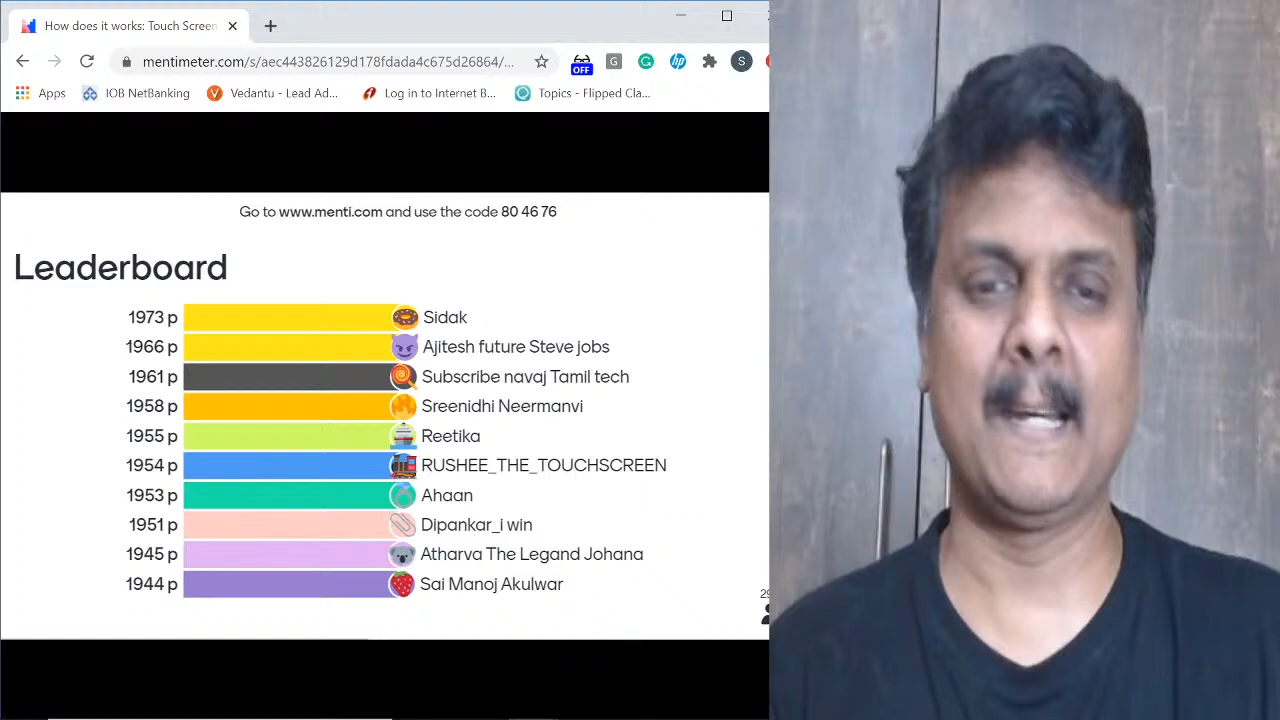 How does it works: Touch Screen
mentimeter.com/s/aec443826129d178fdada4c675d26864/...
OFF
G
hp
S
Apps
IOB NetBanking
Vedantu - Lead Ad...
Log in to Internet B...
Topics - Flipped Cla...
Go to www.menti.com and use the code 80 46 76
Leaderboard
1973 p Sidak
1966 p Ajitesh future Steve jobs
1961 p Subscribe navaj Tamil tech
1958 p Sreenidhi Neermanvi
1955 p Reetika
1954 p RUSHEE_THE_TOUCHSCREEN
1953 p Ahaan
1951 p Dipankar_i win
1945 p Atharva The Legand Johana
1944 p Sai Manoj Akulwar